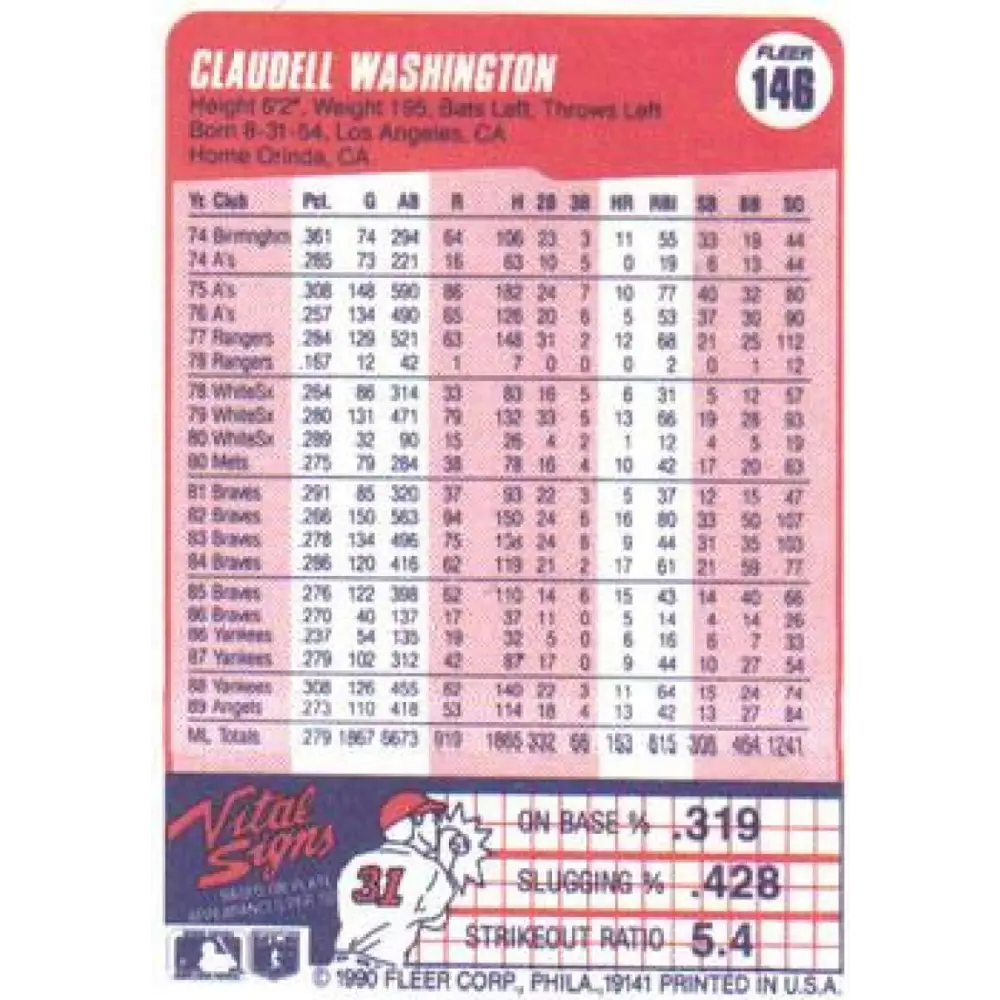 CLAUDELL WASHINGTON
FLEER
146
Height 6'2", Weight 195, Bats Left, Throws Left
Born 8-31-54, Los Angeles, CA
Home Orinda, CA
Yr. Club Pct. G AB R H 2B 3B HR RBI SB BB SO
74 Birmnghm .361 74 294 64 106 23 3 11 55 33 19 44
74 A's .285 73 221 16 63 10 5 0 19 6 13 44
75 A's .308 148 590 86 182 24 7 10 77 40 32 80
76 A's .257 134 490 65 126 20 6 5 53 37 30 90
77 Rangers .284 129 521 63 148 31 2 12 68 21 25 112
78 Rangers .167 12 42 1 7 0 0 0 2 0 1 12
78 WhiteSx .264 86 314 33 83 16 5 6 31 5 12 57
79 WhiteSx .280 131 471 79 132 33 5 13 66 19 28 93
80 WhiteSx .289 32 90 15 26 4 2 1 12 4 5 19
80 Mets .275 79 284 38 78 16 4 10 42 17 20 63
81 Braves .291 85 320 37 93 22 3 5 37 12 15 47
82 Braves .266 150 563 94 150 24 6 16 80 33 50 107
83 Braves .278 134 496 75 138 24 8 9 44 31 35 103
84 Braves .286 120 416 62 119 21 2 17 61 21 59 77
85 Braves .276 122 398 62 110 14 6 15 43 14 40 66
86 Braves .270 40 137 17 37 11 0 5 14 4 14 26
86 Yankees .237 54 135 19 32 5 0 6 16 6 7 33
87 Yankees .279 102 312 42 87 17 0 9 44 10 27 54
88 Yankees .308 126 455 62 140 22 3 11 64 15 24 74
89 Angels .273 110 418 53 114 18 4 13 42 13 27 84
ML Totals .279 1867 6673 919 1865 332 68 163 815 308 464 1241
Vital
Signs
BASED ON PLATE
APPEARANCES PER
31
ON BASE % .319
SLUGGING % .428
STRIKEOUT RATIO 5.4
© 1990 FLEER CORP., PHILA., 19141 PRINTED IN U.S.A.